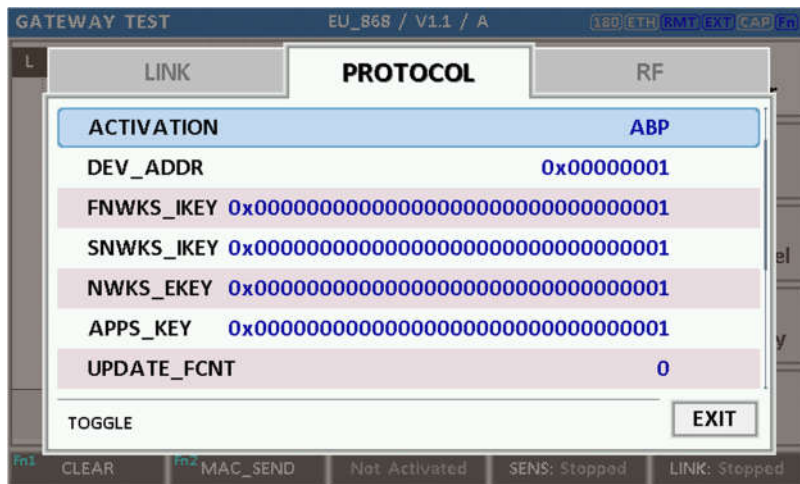 GATEWAY TEST EU_868 / V1.1 / A 180 ETH RMT EXT CAP Fn
L
LINK PROTOCOL RF
ACTIVATION ABP
DEV_ADDR 0x00000001
FNWKS_IKEY 0x00000000000000000000000000000001
SNWKS_IKEY 0x00000000000000000000000000000001
NWKS_EKEY 0x00000000000000000000000000000001
APPS_KEY 0x00000000000000000000000000000001
UPDATE_FCNT 0
TOGGLE EXIT
Fn1 CLEAR Fn2 MAC_SEND Not Activated SENS: Stopped LINK: Stopped